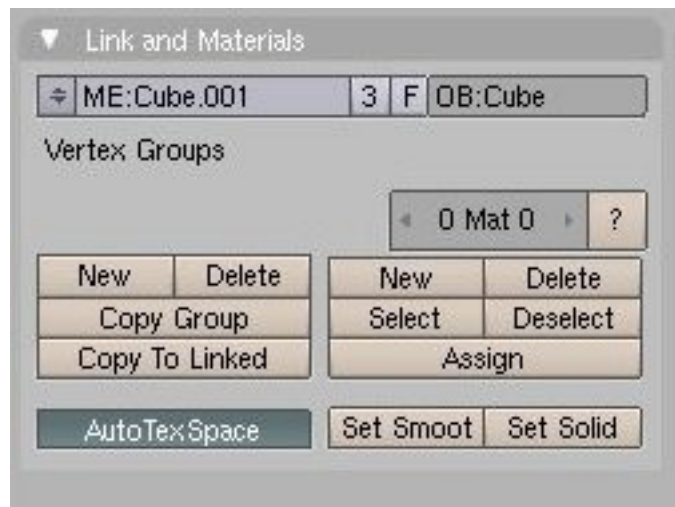 Link and Materials
ME:Cube.001 3 F OB:Cube
Vertex Groups
0 Mat 0 ?
New Delete New Delete
Copy Group Select Deselect
Copy To Linked Assign
AutoTexSpace Set Smoot Set Solid